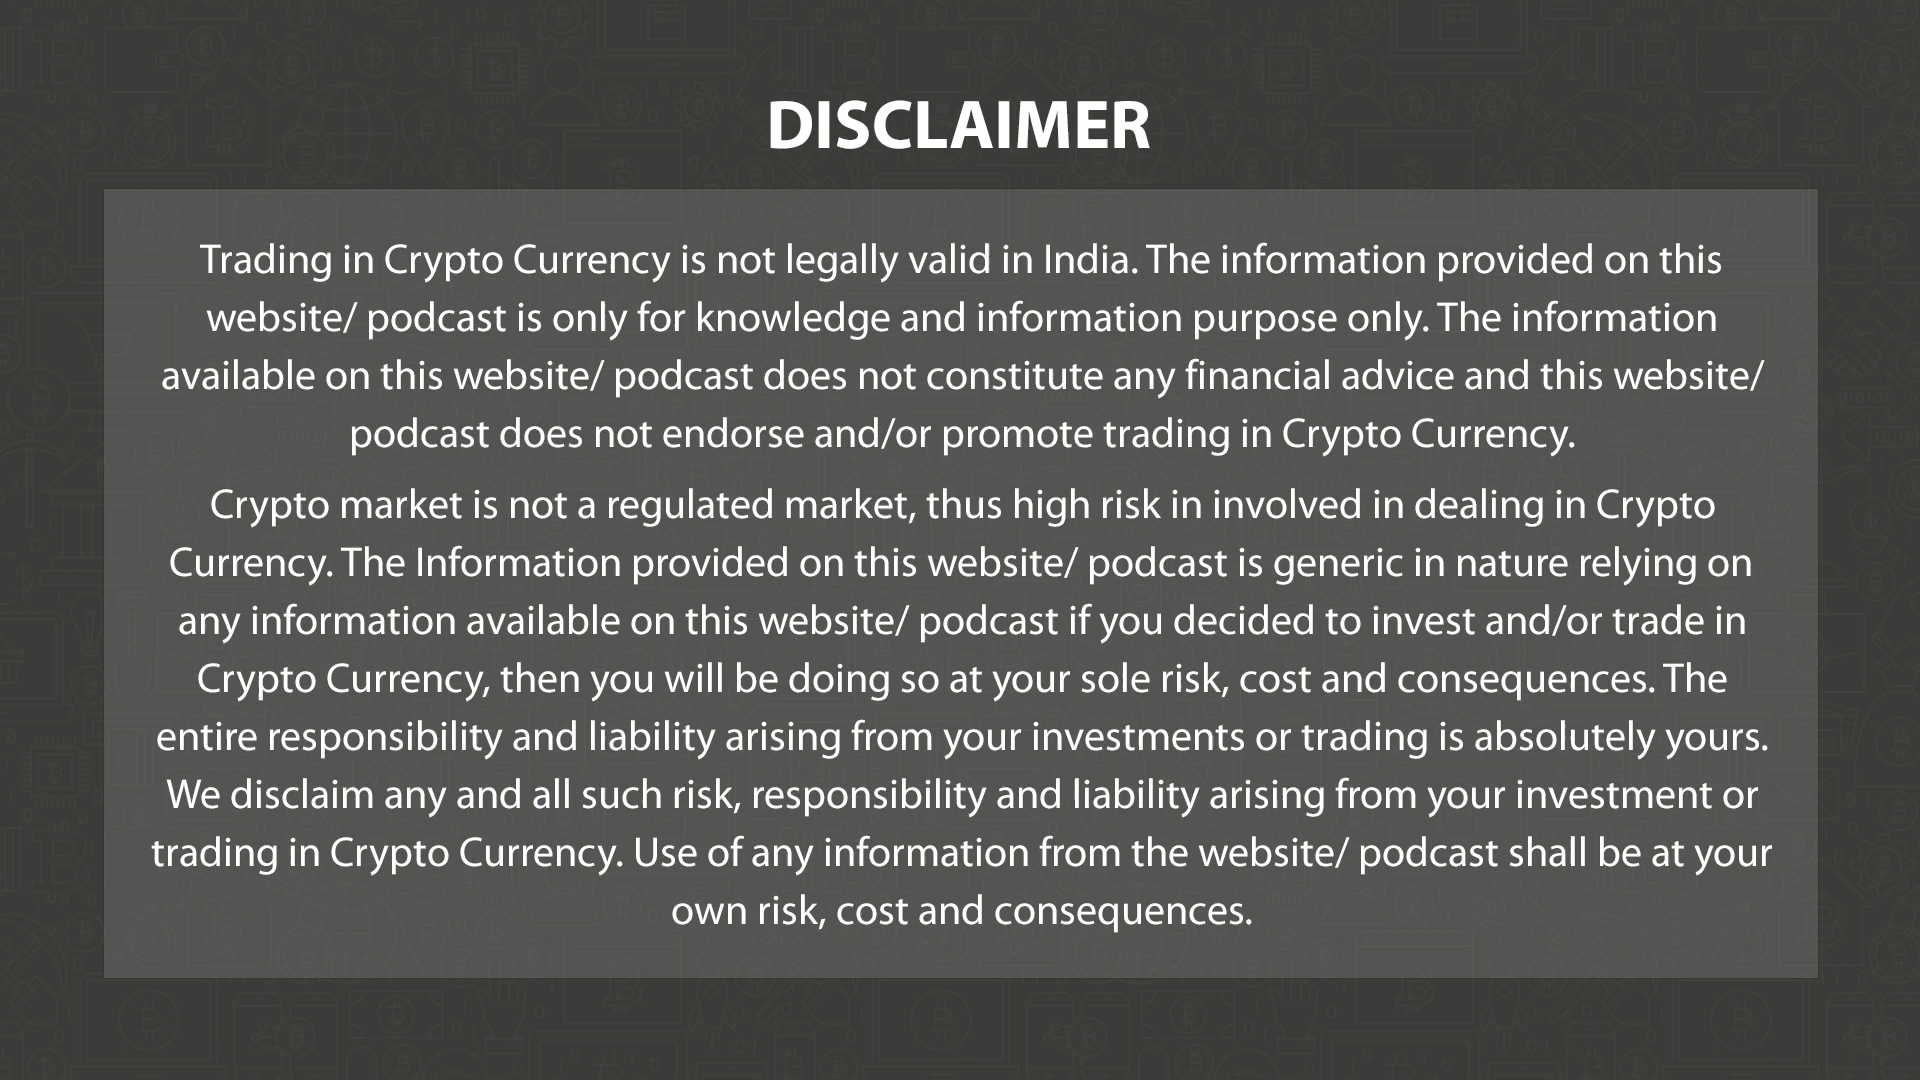 DISCLAIMER
Trading in Crypto Currency is not legally valid in India. The information provided on this
website/ podcast is only for knowledge and information purpose only. The information
available on this website/ podcast does not constitute any financial advice and this website/
podcast does not endorse and/or promote trading in Crypto Currency.
Crypto market is not a regulated market, thus high risk in involved in dealing in Crypto
Currency. The Information provided on this website/ podcast is generic in nature relying on
any information available on this website/ podcast if you decided to invest and/or trade in
Crypto Currency, then you will be doing so at your sole risk, cost and consequences. The
entire responsibility and liability arising from your investments or trading is absolutely yours.
We disclaim any and all such risk, responsibility and liability arising from your investment or
trading in Crypto Currency. Use of any information from the website/ podcast shall be at your
own risk, cost and consequences.